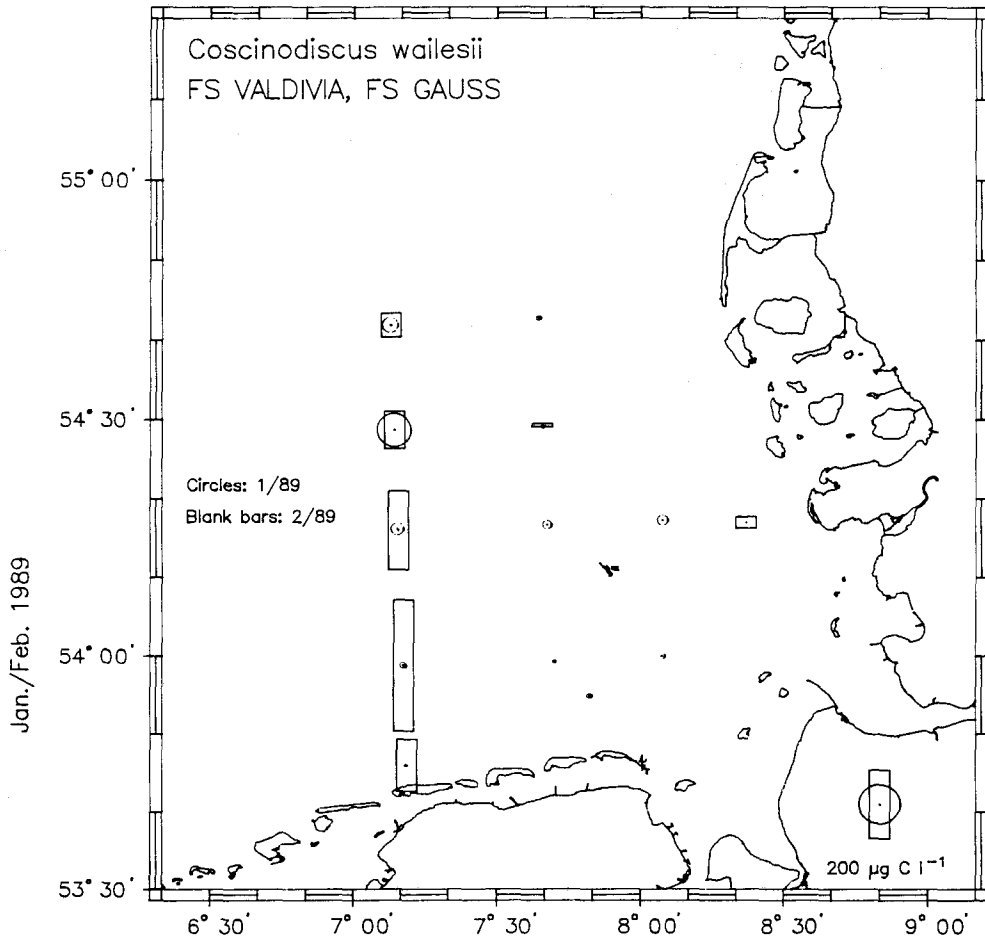 Coscinodiscus wailesii
FS VALDIVIA, FS GAUSS
55° 00'
54° 30'
Circles: 1/89
Blank bars: 2/89
Jan./Feb. 1989
54° 00'
200 µg C l⁻¹
53° 30'
6° 30' 7° 00' 7° 30' 8° 00' 8° 30' 9° 00'